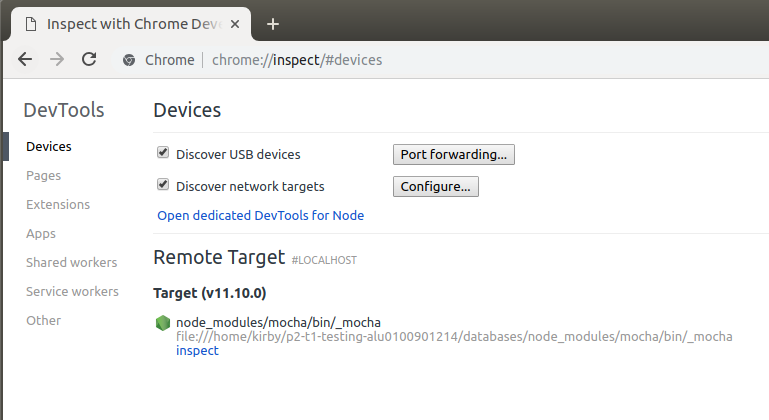 Inspect with Chrome Dev
Chrome chrome://inspect/#devices
DevTools
Devices
Pages
Extensions
Apps
Shared workers
Service workers
Other
Devices
Discover USB devices Port forwarding...
Discover network targets Configure...
Open dedicated DevTools for Node
Remote Target #LOCALHOST
Target (v11.10.0)
node_modules/mocha/bin/_mocha
file:///home/kirby/p2-t1-testing-alu0100901214/databases/node_modules/mocha/bin/_mocha
inspect